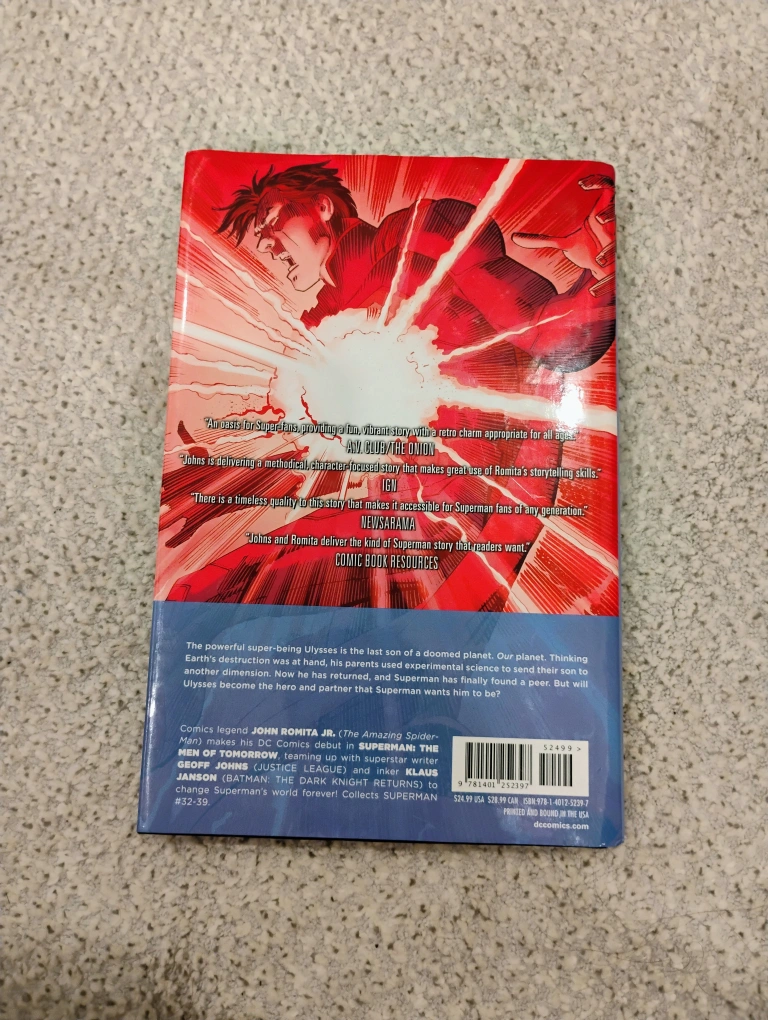 "An oasis for Super-fans, providing a fun, vibrant story with a retro charm appropriate for all ages."
A.V. CLUB/THE ONION
"Johns is delivering a methodical, character-focused story that makes great use of Romita's storytelling skills."
IGN
"There is a timeless quality to this story that makes it accessible for Superman fans of any generation."
NEWSARAMA
"Johns and Romita deliver the kind of Superman story that readers want."
COMIC BOOK RESOURCES
The powerful super-being Ulysses is the last son of a doomed planet. Our planet. Thinking
Earth's destruction was at hand, his parents used experimental science to send their son to
another dimension. Now he has returned, and Superman has finally found a peer. But will
Ulysses become the hero and partner that Superman wants him to be?
Comics legend JOHN ROMITA JR. (The Amazing Spider-
Man) makes his DC Comics debut in SUPERMAN: THE
MEN OF TOMORROW, teaming up with superstar writer
GEOFF JOHNS (JUSTICE LEAGUE) and inker KLAUS
JANSON (BATMAN: THE DARK KNIGHT RETURNS) to
change Superman's world forever! Collects SUPERMAN
#32-39.
52499>
9 781401 252397
$24.99 USA $28.99 CAN ISBN:978-1-4012-5239-7
PRINTED AND BOUND IN THE USA
dccomics.com